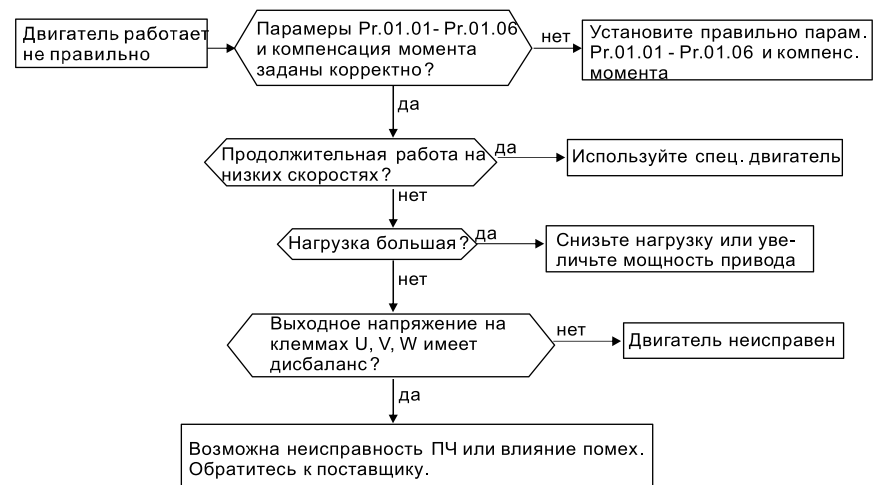 Двигатель работает
не правильно
Парамеры Pr.01.01- Pr.01.06
и компенсация момента
заданы корректно?
нет
Установите правильно парам.
Pr.01.01 - Pr.01.06 и компенс.
момента
да
Продолжительная работа на
низких скоростях?
да
Используйте спец. двигатель
нет
Нагрузка большая?
да
Снизьте нагрузку или уве-
личьте мощность привода
нет
Выходное напряжение на
клеммах U, V, W имеет
дисбаланс?
нет
Двигатель неисправен
да
Возможна неисправность ПЧ или влияние помех.
Обратитесь к поставщику.